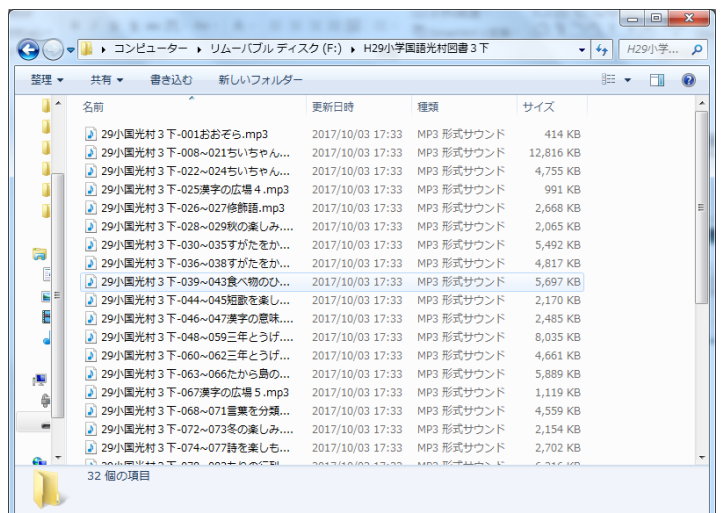 コンピューター ▸ リムーバブル ディスク (F:) ▸ H29小学国語光村図書３下
H29小学...
整理 共有 書き込む 新しいフォルダー
名前 更新日時 種類 サイズ
29小国光村３下-001おおぞら.mp3 2017/10/03 17:33 MP3 形式サウンド 414 KB
29小国光村３下-008~021ちいちゃん... 2017/10/03 17:33 MP3 形式サウンド 12,816 KB
29小国光村３下-022~024ちいちゃん... 2017/10/03 17:33 MP3 形式サウンド 4,755 KB
29小国光村３下-025漢字の広場４.mp3 2017/10/03 17:33 MP3 形式サウンド 991 KB
29小国光村３下-026~027修飾語.mp3 2017/10/03 17:33 MP3 形式サウンド 2,668 KB
29小国光村３下-028~029秋の楽しみ.... 2017/10/03 17:33 MP3 形式サウンド 2,065 KB
29小国光村３下-030~035すがたをか... 2017/10/03 17:33 MP3 形式サウンド 5,492 KB
29小国光村３下-036~038すがたをか... 2017/10/03 17:33 MP3 形式サウンド 4,817 KB
29小国光村３下-039~043食べ物のひ... 2017/10/03 17:33 MP3 形式サウンド 5,697 KB
29小国光村３下-044~045短歌を楽し... 2017/10/03 17:33 MP3 形式サウンド 2,170 KB
29小国光村３下-046~047漢字の意味.... 2017/10/03 17:33 MP3 形式サウンド 2,485 KB
29小国光村３下-048~059三年とうげ.... 2017/10/03 17:33 MP3 形式サウンド 8,035 KB
29小国光村３下-060~062三年とうげ... 2017/10/03 17:33 MP3 形式サウンド 4,661 KB
29小国光村３下-063~066たから島の... 2017/10/03 17:33 MP3 形式サウンド 5,889 KB
29小国光村３下-067漢字の広場５.mp3 2017/10/03 17:33 MP3 形式サウンド 1,119 KB
29小国光村３下-068~071言葉を分類... 2017/10/03 17:33 MP3 形式サウンド 4,559 KB
29小国光村３下-072~073冬の楽しみ.... 2017/10/03 17:33 MP3 形式サウンド 2,154 KB
29小国光村３下-074~077詩を楽しも... 2017/10/03 17:33 MP3 形式サウンド 2,702 KB
32 個の項目